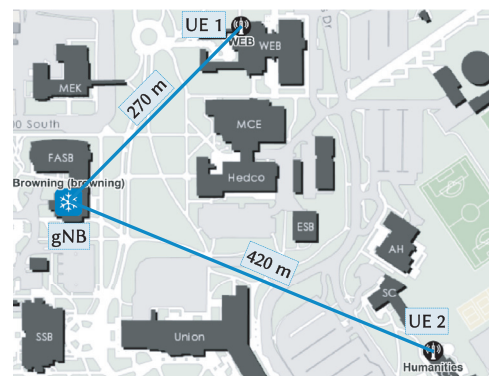 UE 1
WEB
WEB
MEK
270 m
00 South
MCE
FASB
Hedco
Browning (browning)
gNB
ESB
AH
420 m
SC
UE 2
SSB
Union
Humanities